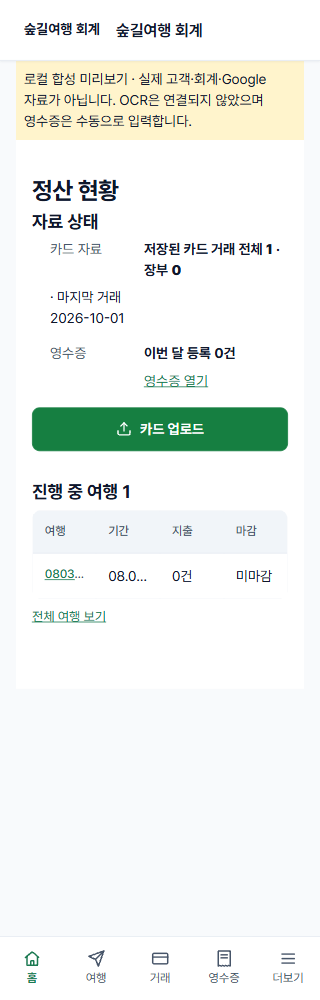 숲길여행 회계 숲길여행 회계
로컬 합성 미리보기 · 실제 고객·회계·Google
자료가 아닙니다. OCR은 연결되지 않았으며
영수증은 수동으로 입력합니다.
정산 현황
자료 상태
카드 자료 저장된 카드 거래 전체 1 ·
장부 0
· 마지막 거래
2026-10-01
영수증 이번 달 등록 0건
영수증 열기
카드 업로드
진행 중 여행 1
여행 기간 지출 마감
0803... 08.0... 0건 미마감
전체 여행 보기
홈 여행 거래 영수증 더보기